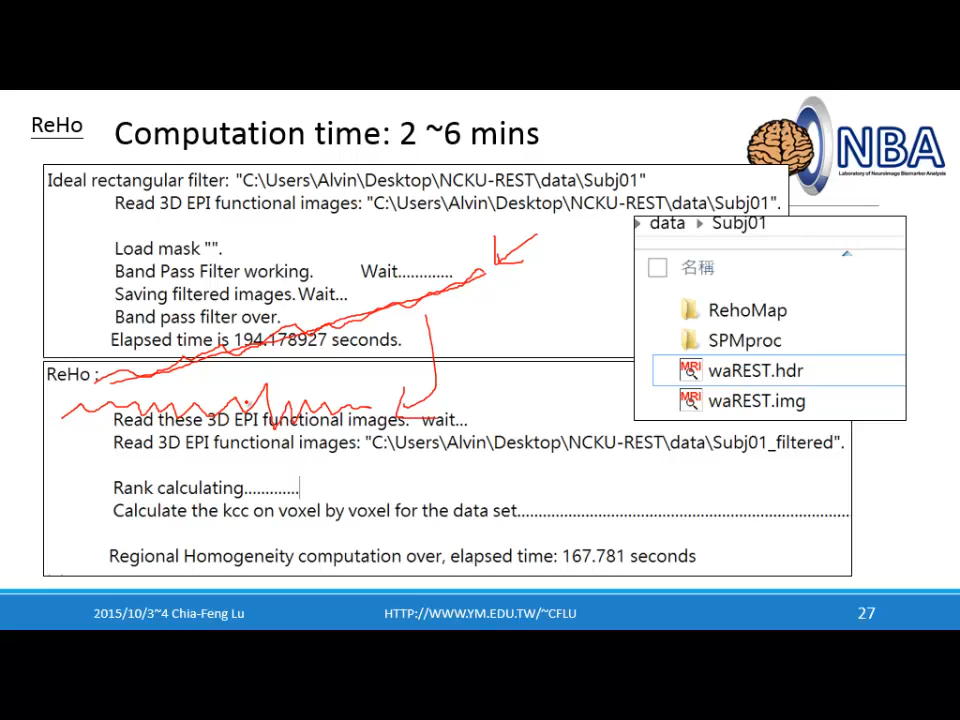 ReHo
Computation time: 2 ~6 mins
NBA
Laboratory of Neuroimage Biomarker Analysis
Ideal rectangular filter: "C:\Users\Alvin\Desktop\NCKU-REST\data\Subj01"
Read 3D EPI functional images: "C:\Users\Alvin\Desktop\NCKU-REST\data\Subj01".
Load mask "".
Band Pass Filter working. Wait.............
Saving filtered images. Wait...
Band pass filter over.
Elapsed time is 194.178927 seconds.
data Subj01
名稱
RehoMap
SPMproc
waREST.hdr
waREST.img
ReHo :
Read these 3D EPI functional images. wait...
Read 3D EPI functional images: "C:\Users\Alvin\Desktop\NCKU-REST\data\Subj01_filtered".
Rank calculating.............
Calculate the kcc on voxel by voxel for the data set...............................................................................
Regional Homogeneity computation over, elapsed time: 167.781 seconds
2015/10/3~4 Chia-Feng Lu HTTP://WWW.YM.EDU.TW/~CFLU 27